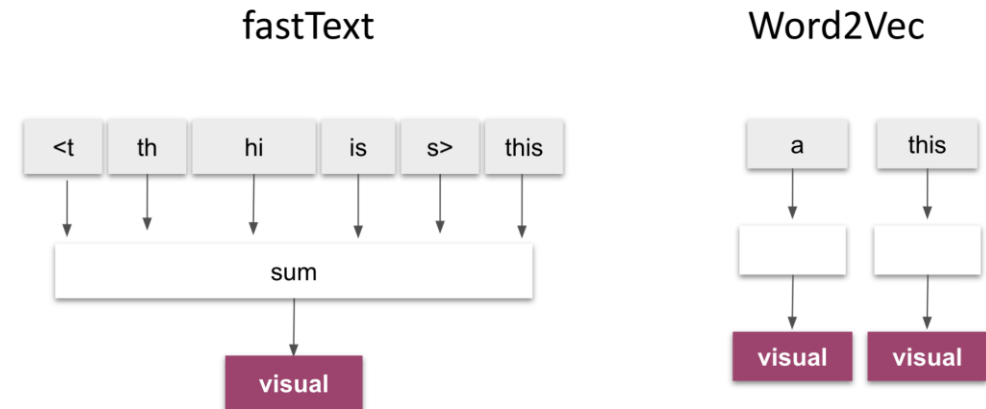 fastText Word2Vec
<t th hi is s> this a this
sum
visual visual
visual